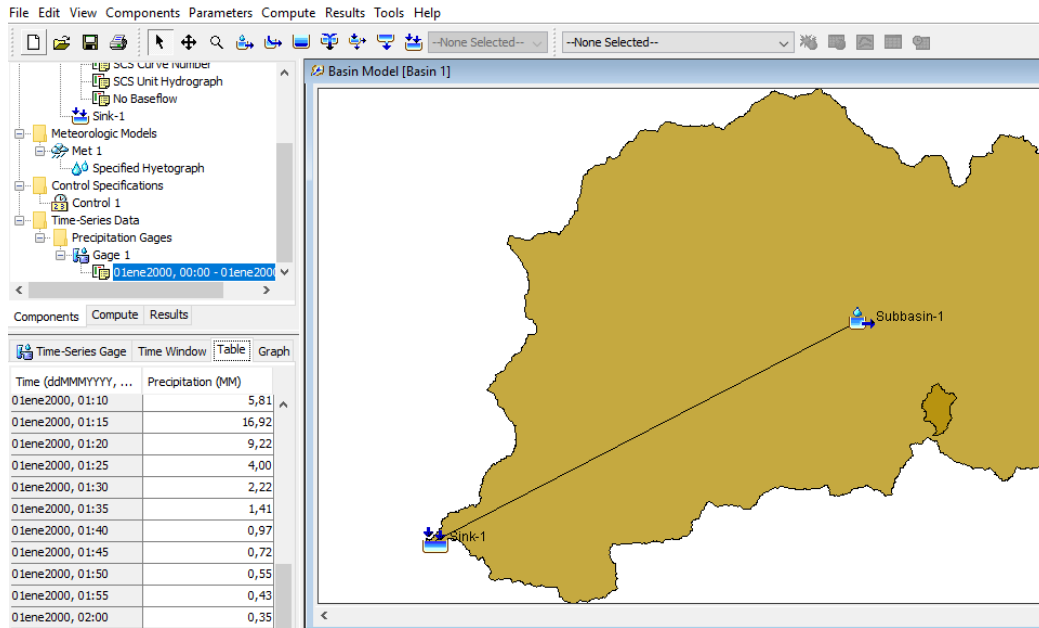 File Edit View Components Parameters Compute Results Tools Help
--None Selected-- --None Selected--
SCS Curve Number
SCS Unit Hydrograph
No Baseflow
Sink-1
Meteorologic Models
Met 1
Specified Hyetograph
Control Specifications
Control 1
Time-Series Data
Precipitation Gages
Gage 1
01ene2000, 00:00 - 01ene2000
Components Compute Results
Time-Series Gage Time Window Table Graph
Time (ddMMMYYYY, ... Precipitation (MM)
01ene2000, 01:10 5,81
01ene2000, 01:15 16,92
01ene2000, 01:20 9,22
01ene2000, 01:25 4,00
01ene2000, 01:30 2,22
01ene2000, 01:35 1,41
01ene2000, 01:40 0,97
01ene2000, 01:45 0,72
01ene2000, 01:50 0,55
01ene2000, 01:55 0,43
01ene2000, 02:00 0,35
Basin Model [Basin 1]
Subbasin-1
Sink-1